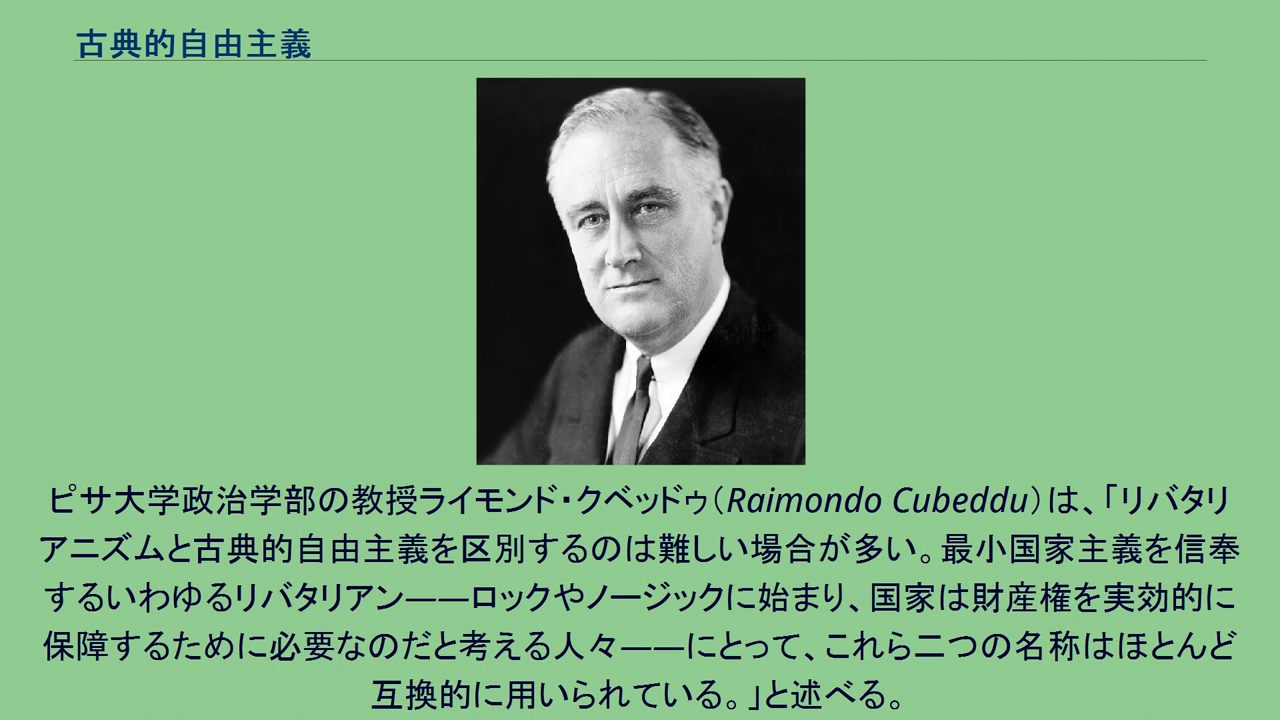 古典的自由主義
ピサ大学政治学部の教授ライモンド・クベッドゥ（Raimondo Cubeddu）は、「リバタリ
アニズムと古典的自由主義を区別するのは難しい場合が多い。最小国家主義を信奉
するいわゆるリバタリアン——ロックやノージックに始まり、国家は財産権を実効的に
保障するために必要なのだと考える人々——にとって、これら二つの名称はほとんど
互換的に用いられている。」と述べる。